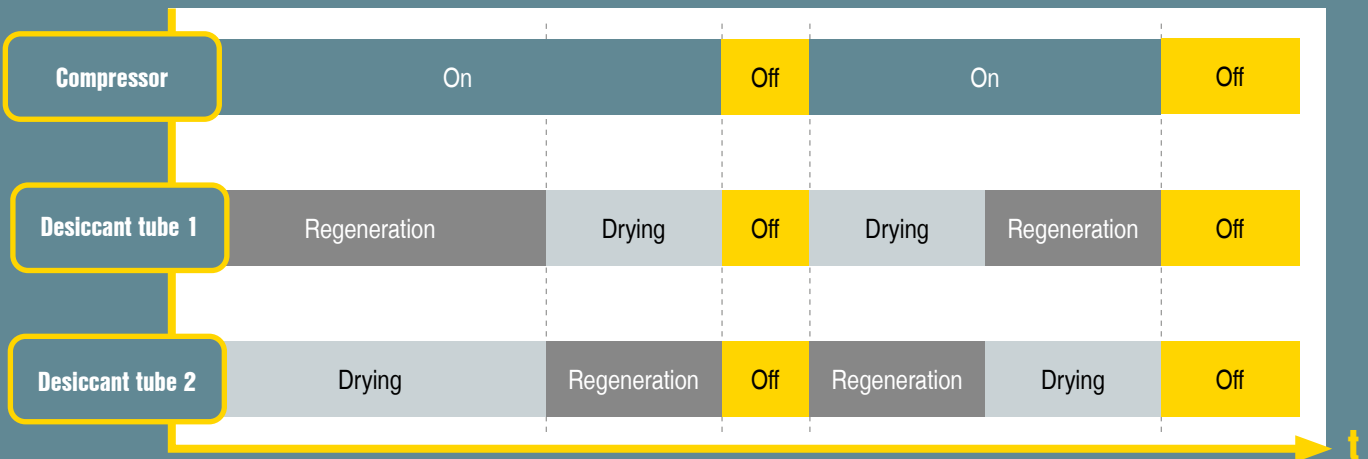 Compressor On Off On Off
Desiccant tube 1 Regeneration Drying Off Drying Regeneration Off
Desiccant tube 2 Drying Regeneration Off Regeneration Drying Off
t